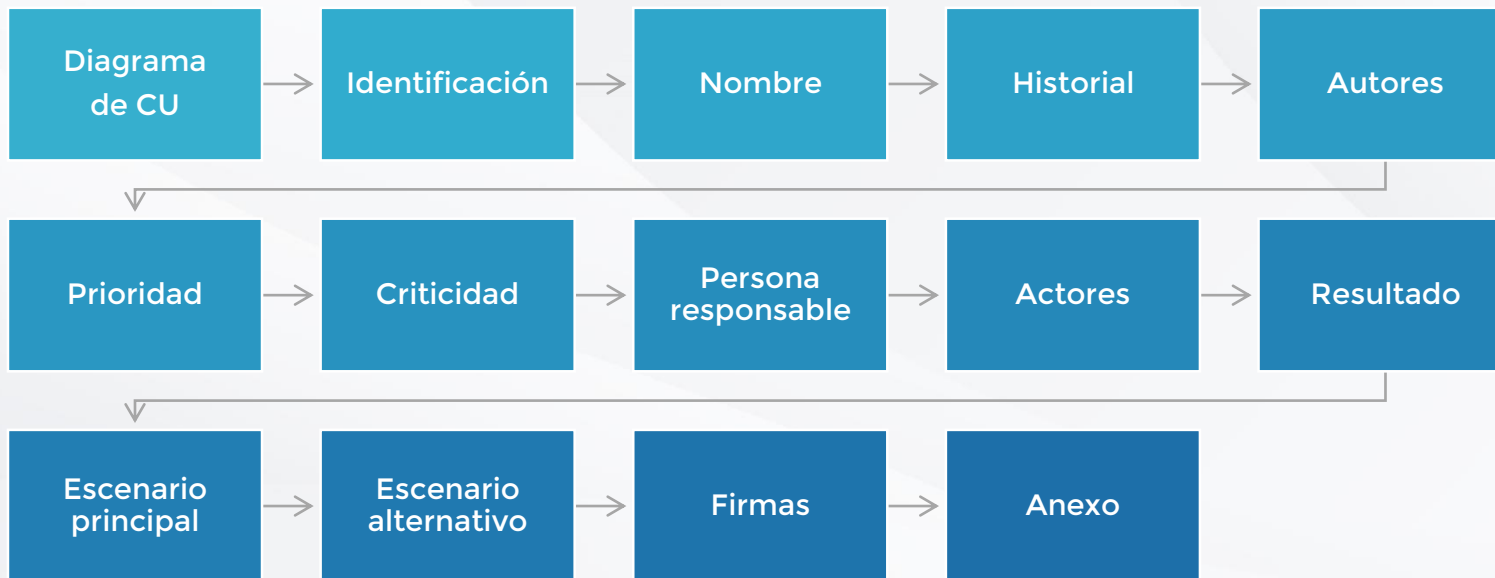 Diagrama
de CU
Identificación
Nombre
Historial
Autores
Prioridad
Criticidad
Persona
responsable
Actores
Resultado
Escenario
principal
Escenario
alternativo
Firmas
Anexo